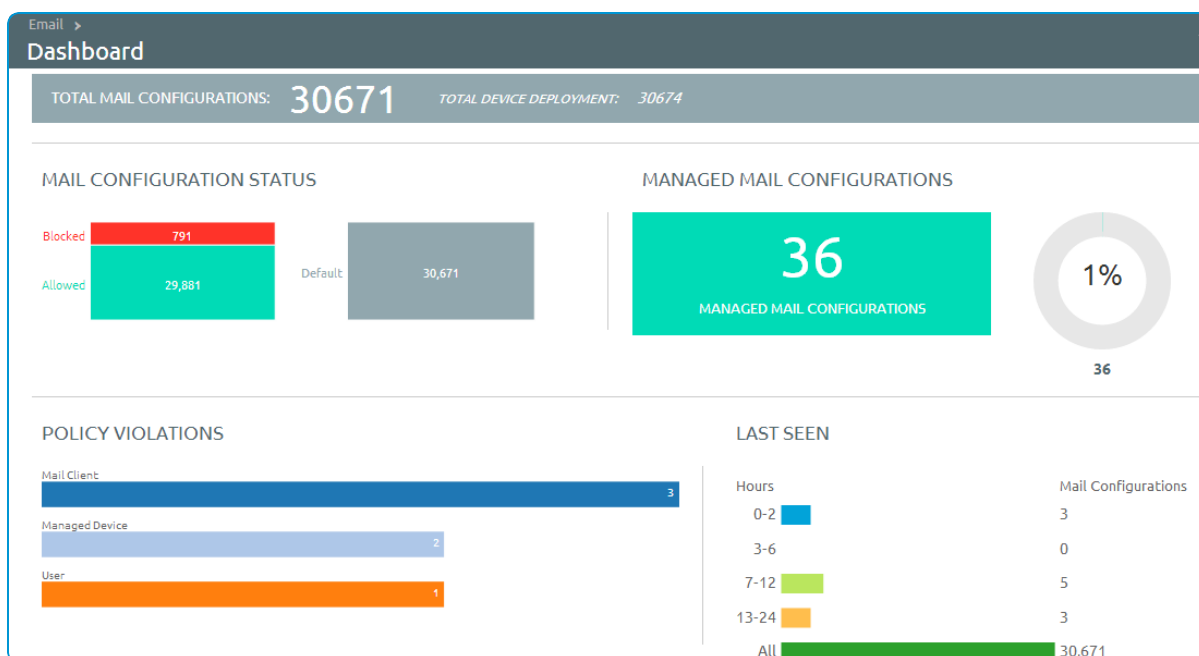 Email >
Dashboard
TOTAL MAIL CONFIGURATIONS: 30671 TOTAL DEVICE DEPLOYMENT: 30674
MAIL CONFIGURATION STATUS
Blocked 791
Allowed 29,881
Default 30,671
MANAGED MAIL CONFIGURATIONS
36
MANAGED MAIL CONFIGURATIONS
1%
36
POLICY VIOLATIONS
Mail Client
3
Managed Device
2
User
1
LAST SEEN
Hours Mail Configurations
0-2 3
3-6 0
7-12 5
13-24 3
All 30,671